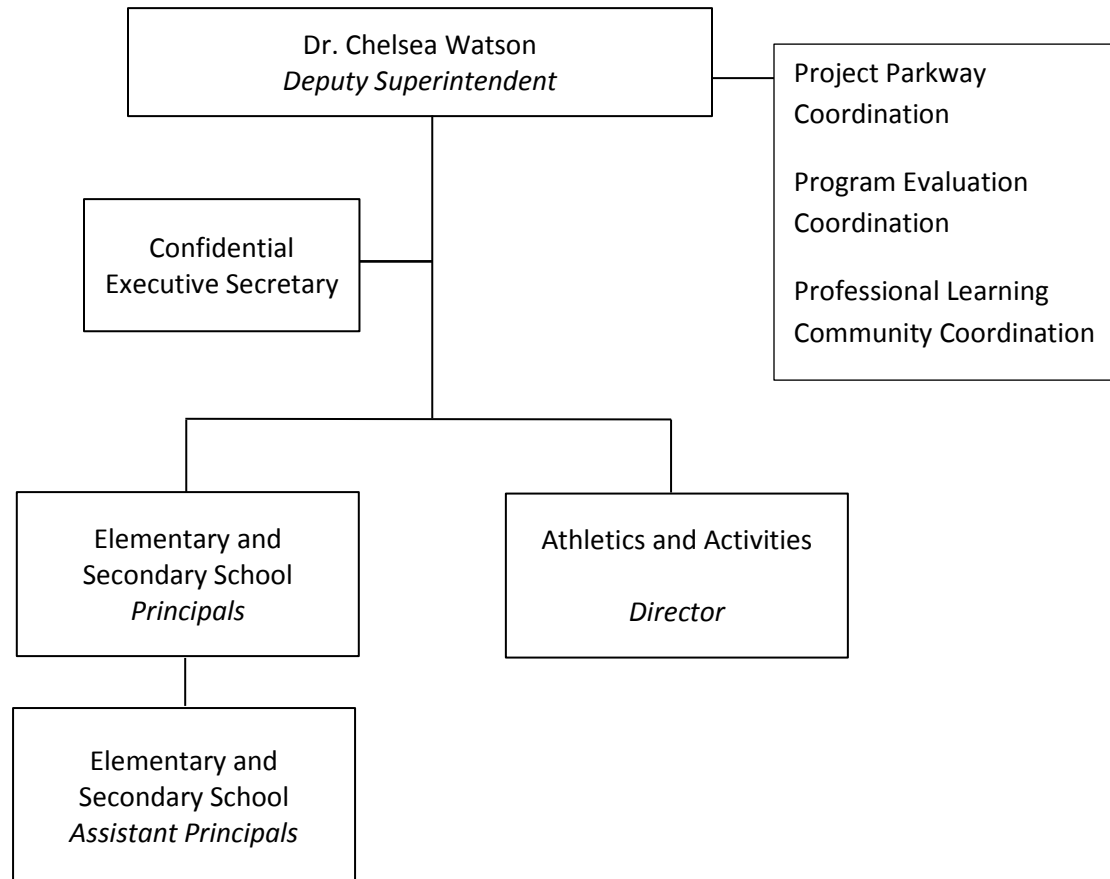 Dr. Chelsea Watson
Deputy Superintendent
Project Parkway
Coordination
Program Evaluation
Coordination
Professional Learning
Community Coordination
Confidential
Executive Secretary
Elementary and
Secondary School
Principals
Athletics and Activities
Director
Elementary and
Secondary School
Assistant Principals